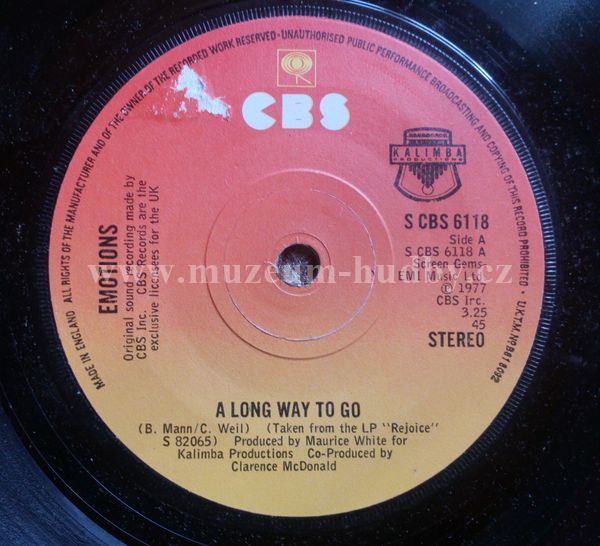 MADE IN ENGLAND ALL RIGHTS OF THE MANUFACTURER AND OF THE OWNER OF THE RECORDED WORK RESERVED-UNAUTHORISED PUBLIC PERFORMANCE BROADCASTING AND COPYING OF THIS RECORD PROHIBITED · U.K.T.M. Nº B818092
CBS
KALIMBA
PRODUCTIONS
EMOTIONS
Original sound recording made by
CBS Inc. CBS Records are the
exclusive licensees for the UK
S CBS 6118
Side A
S CBS 6118 A
Screen Gems-
EMI Music Ltd
℗ 1977
CBS Inc.
3.25
45
STEREO
www.muzeum-hudby.cz
A LONG WAY TO GO
(B. Mann/C. Weil) (Taken from the LP "Rejoice"
S 82065) Produced by Maurice White for
Kalimba Productions Co-Produced by
Clarence McDonald